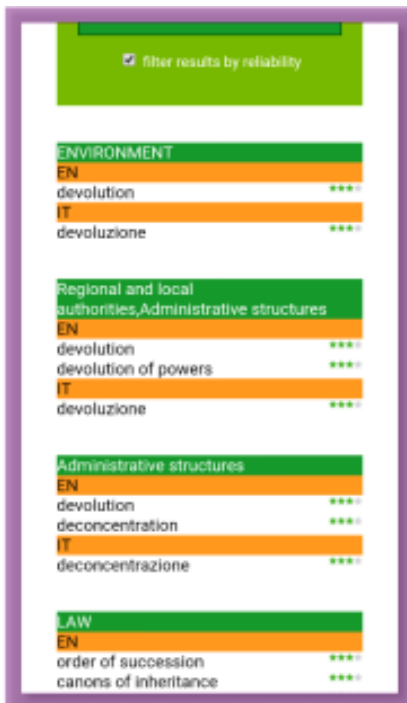 filter results by reliability
ENVIRONMENT
EN
devolution
IT
devoluzione
Regional and local
authorities,Administrative structures
EN
devolution
devolution of powers
IT
devoluzione
Administrative structures
EN
devolution
deconcentration
IT
deconcentrazione
LAW
EN
order of succession
canons of inheritance